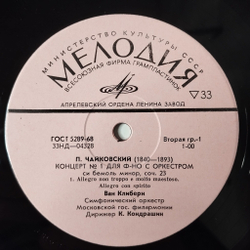 МИНИСТЕРСТВО КУЛЬТУРЫ СССР
МЕЛОДИЯ
ВСЕСОЮЗНАЯ ФИРМА ГРАМПЛАСТИНОК
▽33
АПРЕЛЕВСКИЙ ОРДЕНА ЛЕНИНА ЗАВОД
ГОСТ 5289-68 Вторая гр.-1
33НД—04328 1-00
П. ЧАЙКОВСКИЙ (1840—1893)
КОНЦЕРТ № 1 ДЛЯ Ф-НО С ОРКЕСТРОМ
си бемоль минор, соч. 23
1. Allegro non troppo e molto maestoso.
Allegro con spirito
Ван Клиберн
Симфонический оркестр
Московской гос. филармонии
Дирижер К. Кондрашин